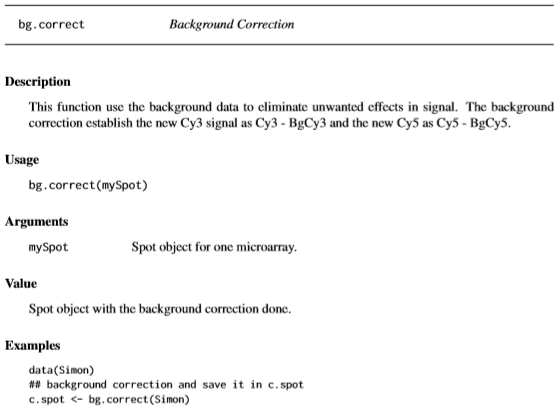 bg.correct Background Correction
Description
This function use the background data to eliminate unwanted effects in signal. The background
correction establish the new Cy3 signal as Cy3 - BgCy3 and the new Cy5 as Cy5 - BgCy5.
Usage
bg.correct(mySpot)
Arguments
mySpot Spot object for one microarray.
Value
Spot object with the background correction done.
Examples
data(Simon)
## background correction and save it in c.spot
c.spot <- bg.correct(Simon)